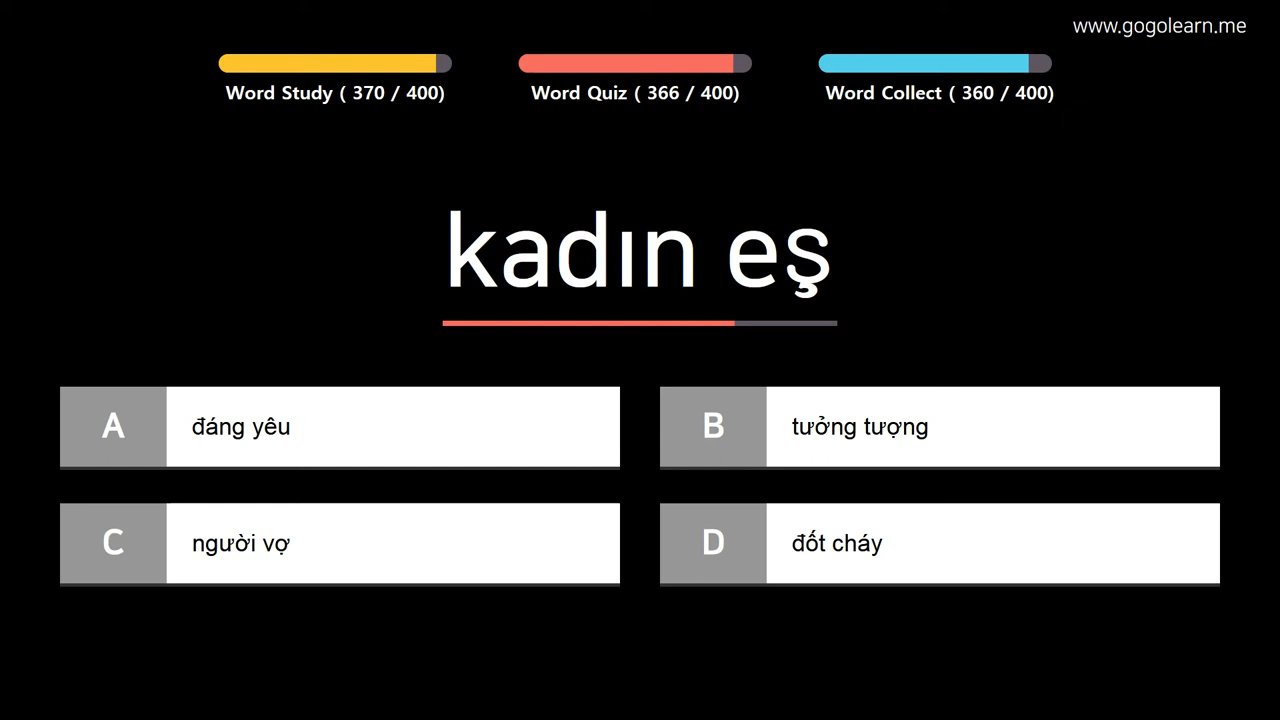 www.gogolearn.me
Word Study ( 370 / 400)
Word Quiz ( 366 / 400)
Word Collect ( 360 / 400)
kadın eş
A đáng yêu
B tưởng tượng
C người vợ
D đốt cháy